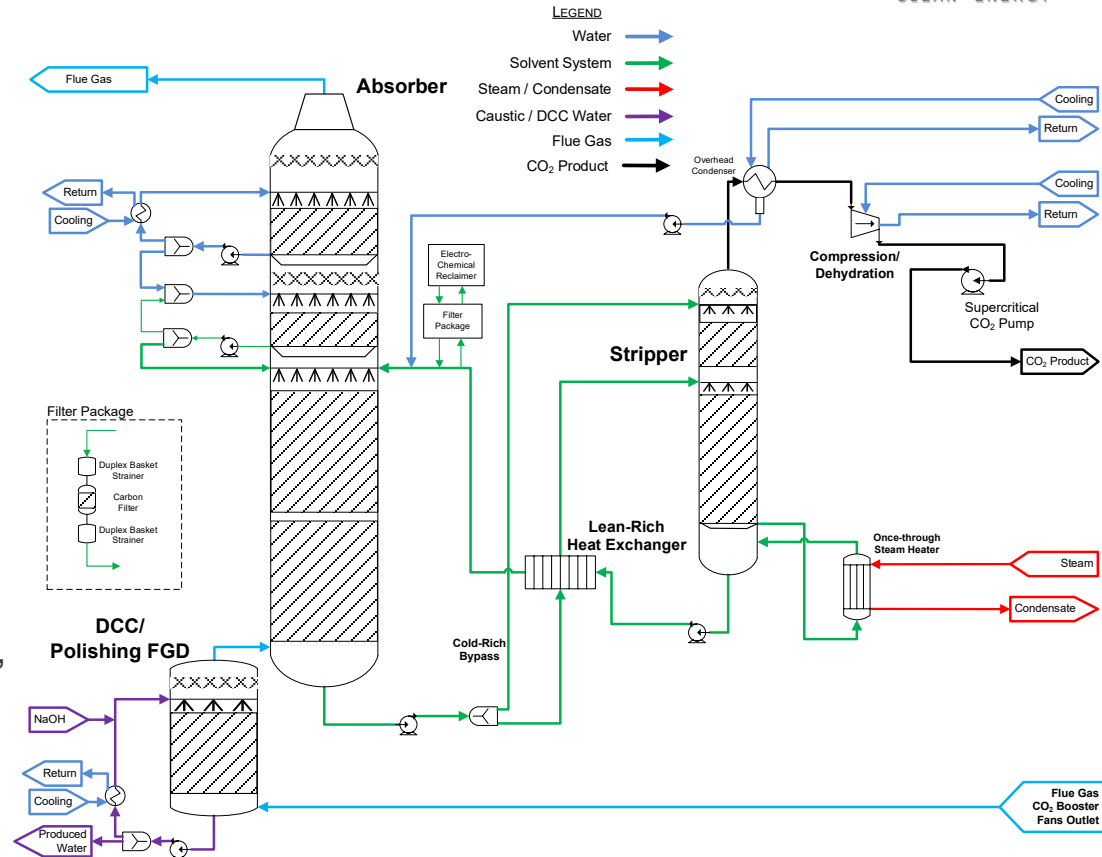 LEGEND
Water
Solvent System
Steam / Condensate
Caustic / DCC Water
Flue Gas
CO₂ Product
Flue Gas
Absorber
Cooling
Return
Overhead
Condenser
Cooling
Return
Compression/
Dehydration
Supercritical
CO₂ Pump
CO₂ Product
Return
Cooling
Electro-
Chemical
Reclaimer
Filter
Package
Stripper
Filter Package
Duplex Basket
Strainer
Carbon
Filter
Duplex Basket
Strainer
Lean-Rich
Heat Exchanger
Once-through
Steam Heater
Steam
Condensate
Cold-Rich
Bypass
DCC/
Polishing FGD
,
NaOH
Return
Cooling
Produced
Water
Flue Gas
CO₂ Booster
Fans Outlet